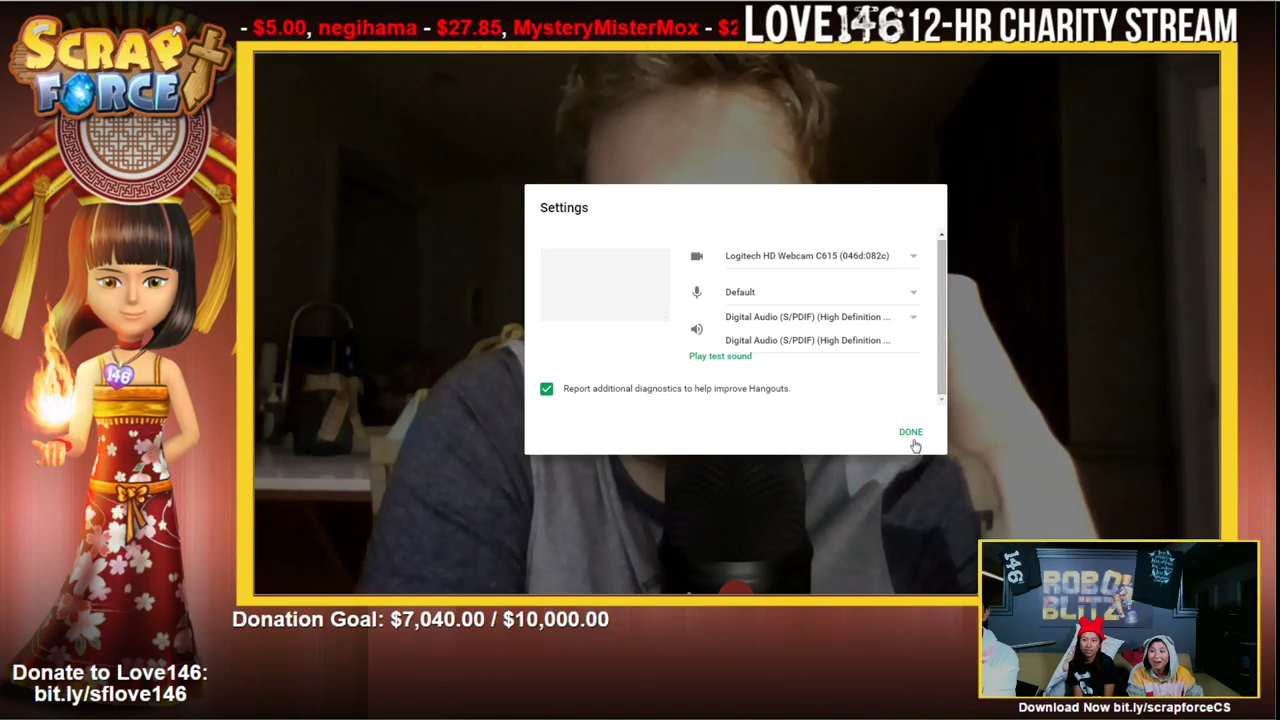 SCRAP
FORCE
- $5.00, negihama - $27.85, MysteryMisterMox - $2
LOVE146 12-HR CHARITY STREAM
Settings
Logitech HD Webcam C615 (046d:082c)
Default
Digital Audio (S/PDIF) (High Definition ...
Digital Audio (S/PDIF) (High Definition ...
Play test sound
Report additional diagnostics to help improve Hangouts.
DONE
146
146
ROBO
BLITZ
Donation Goal: $7,040.00 / $10,000.00
Donate to Love146:
bit.ly/sflove146
Download Now bit.ly/scrapforceCS